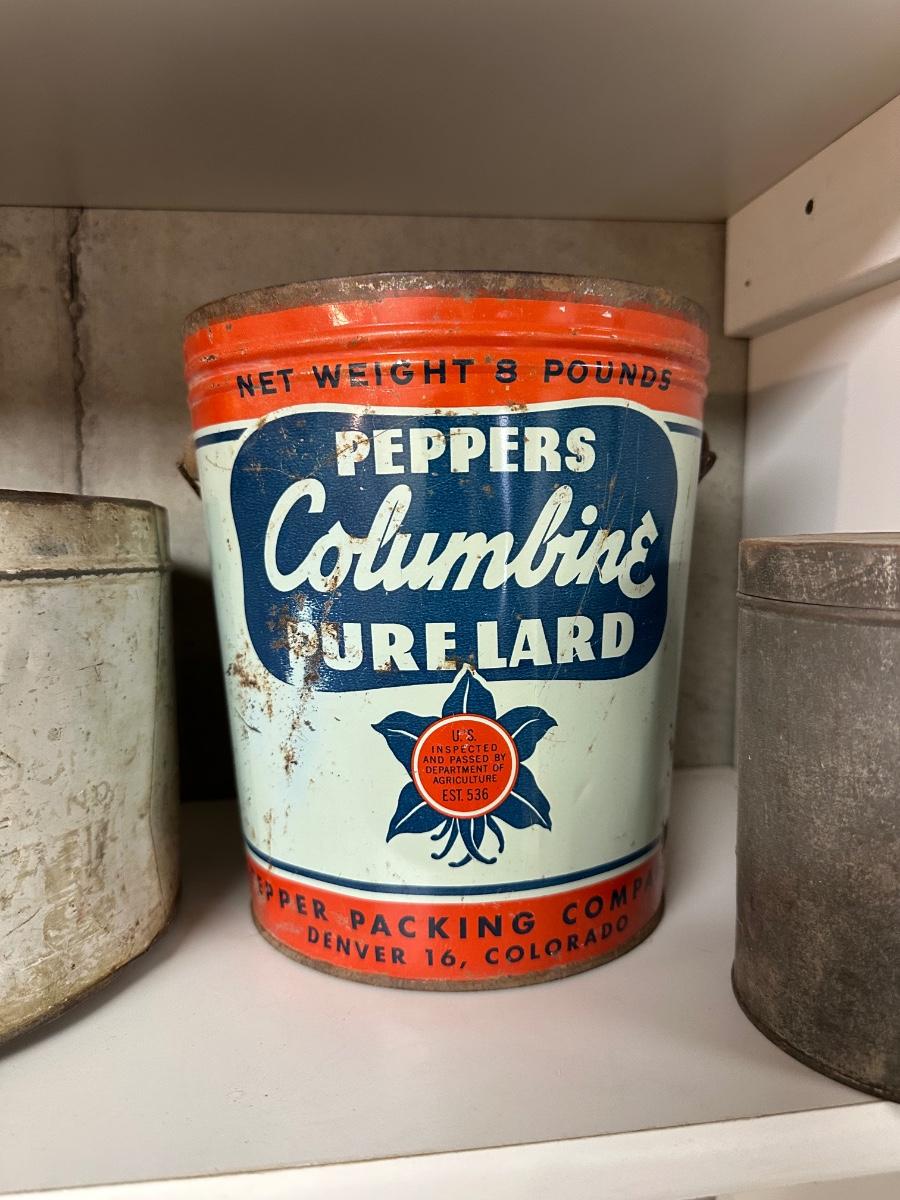 NET WEIGHT 8 POUNDS
PEPPERS
Columbine
PURE LARD
U.S.
INSPECTED
AND PASSED BY
DEPARTMENT OF
AGRICULTURE
EST. 536
PEPPER PACKING COMPA
DENVER 16, COLORADO